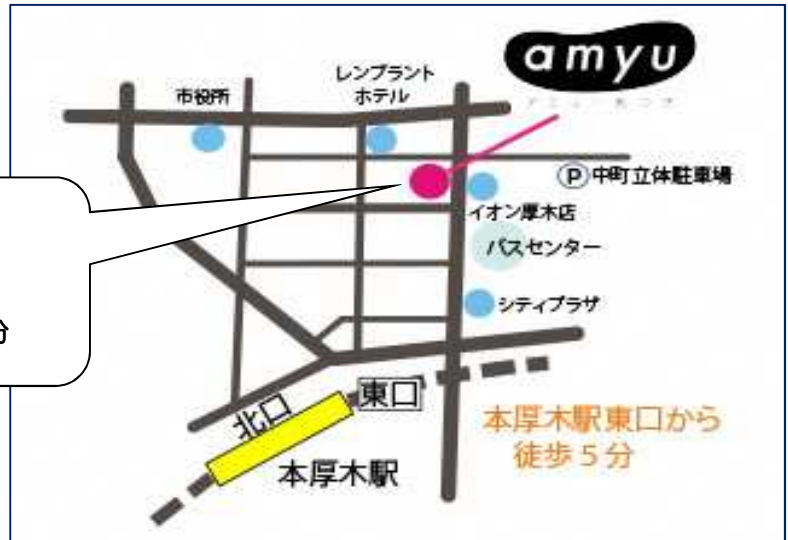 amyu
レンブラント
ホテル
市役所
P 中町立体駐車場
イオン厚木店
バスセンター
シティプラザ
分
東口
北口
本厚木駅東口から
徒歩5分
本厚木駅